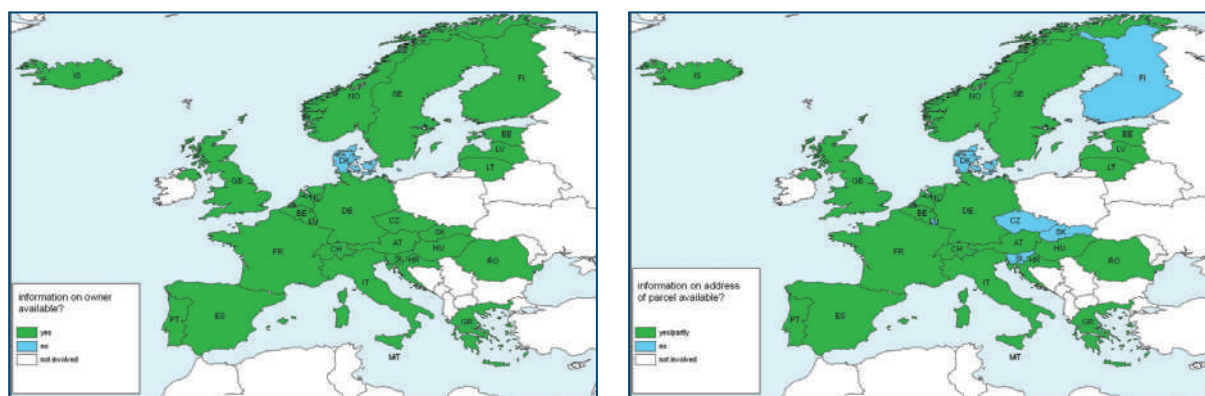 IS
FI
NO
SE
EE
LV
LT
DK
GB
NL
DE
BE
LU
CZ
SK
FR
CH
AT
HU
RO
SI
HR
IT
PT
ES
GR
MT
information on owner
available?
yes
no
not involved
IS
FI
NO
SE
EE
LV
LT
DK
GB
NL
DE
BE
CZ
SK
FR
CH
AT
HU
RO
HR
IT
PT
ES
GR
MT
information on address
of parcel available?
yes/partly
no
not involved